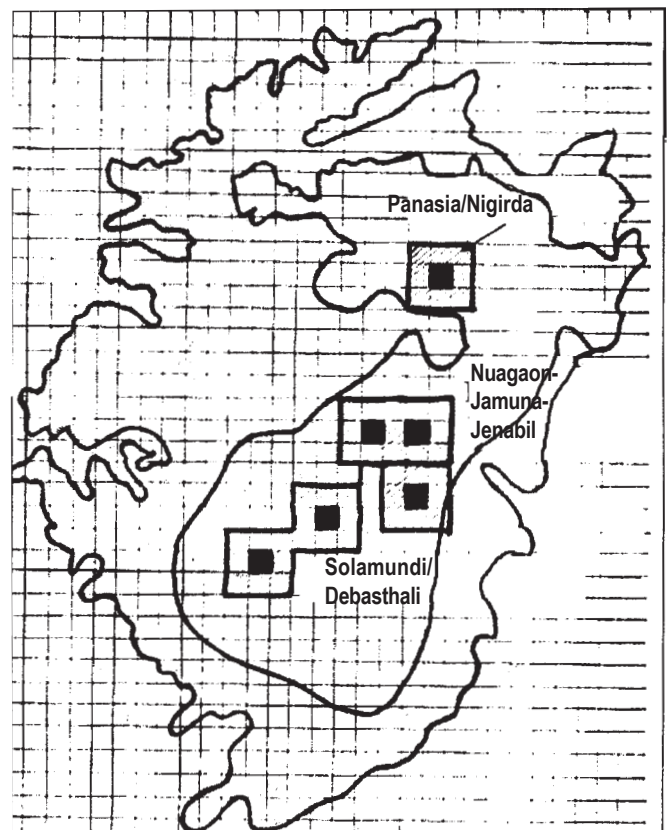 Panasia/Nigirda
Nuagaon-
Jamuna-
Jenabil
Solamundi/
Debasthali